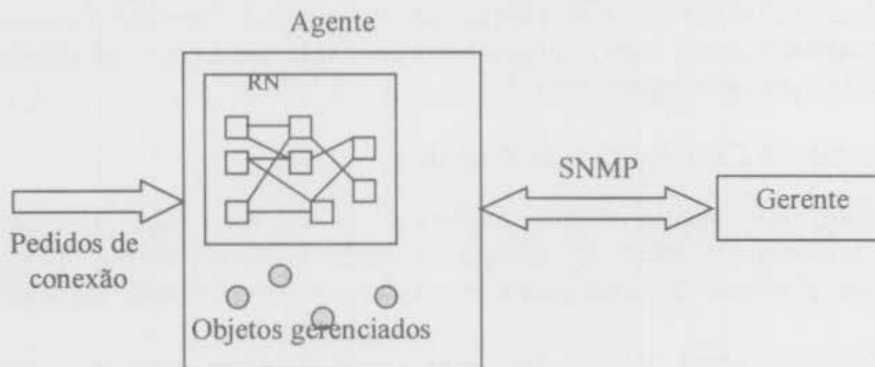 Agente
RN
SNMP
Gerente
Pedidos de
conexão
Objetos gerenciados